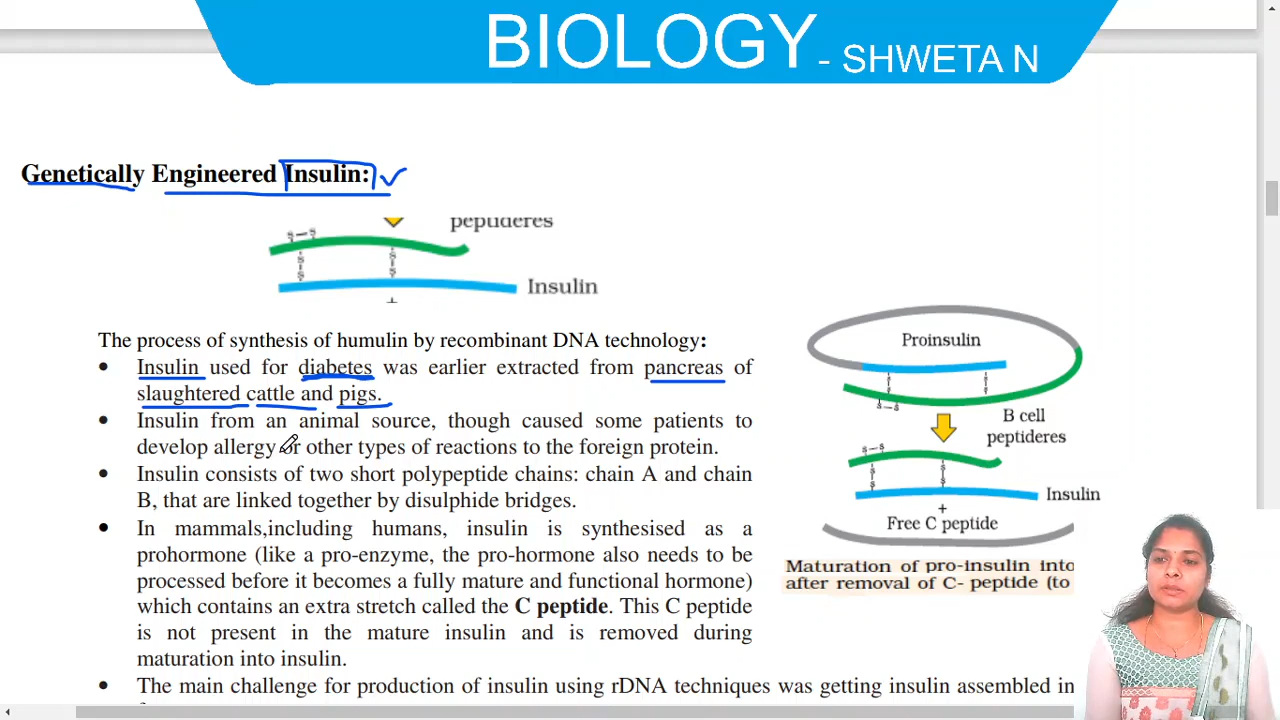 BIOLOGY - SHWETA N
Genetically Engineered Insulin:
s-s
Insulin
The process of synthesis of humulin by recombinant DNA technology:
• Insulin used for diabetes was earlier extracted from pancreas of
slaughtered cattle and pigs.
• Insulin from an animal source, though caused some patients to
develop allergy or other types of reactions to the foreign protein.
• Insulin consists of two short polypeptide chains: chain A and chain
B, that are linked together by disulphide bridges.
• In mammals,including humans, insulin is synthesised as a
prohormone (like a pro-enzyme, the pro-hormone also needs to be
processed before it becomes a fully mature and functional hormone)
which contains an extra stretch called the C peptide. This C peptide
is not present in the mature insulin and is removed during
maturation into insulin.
• The main challenge for production of insulin using rDNA techniques was getting insulin assembled in
Proinsulin
s-s
B cell
peptideres
s-s
Insulin
+
Free C peptide
Maturation of pro-insulin into
after removal of C- peptide (to